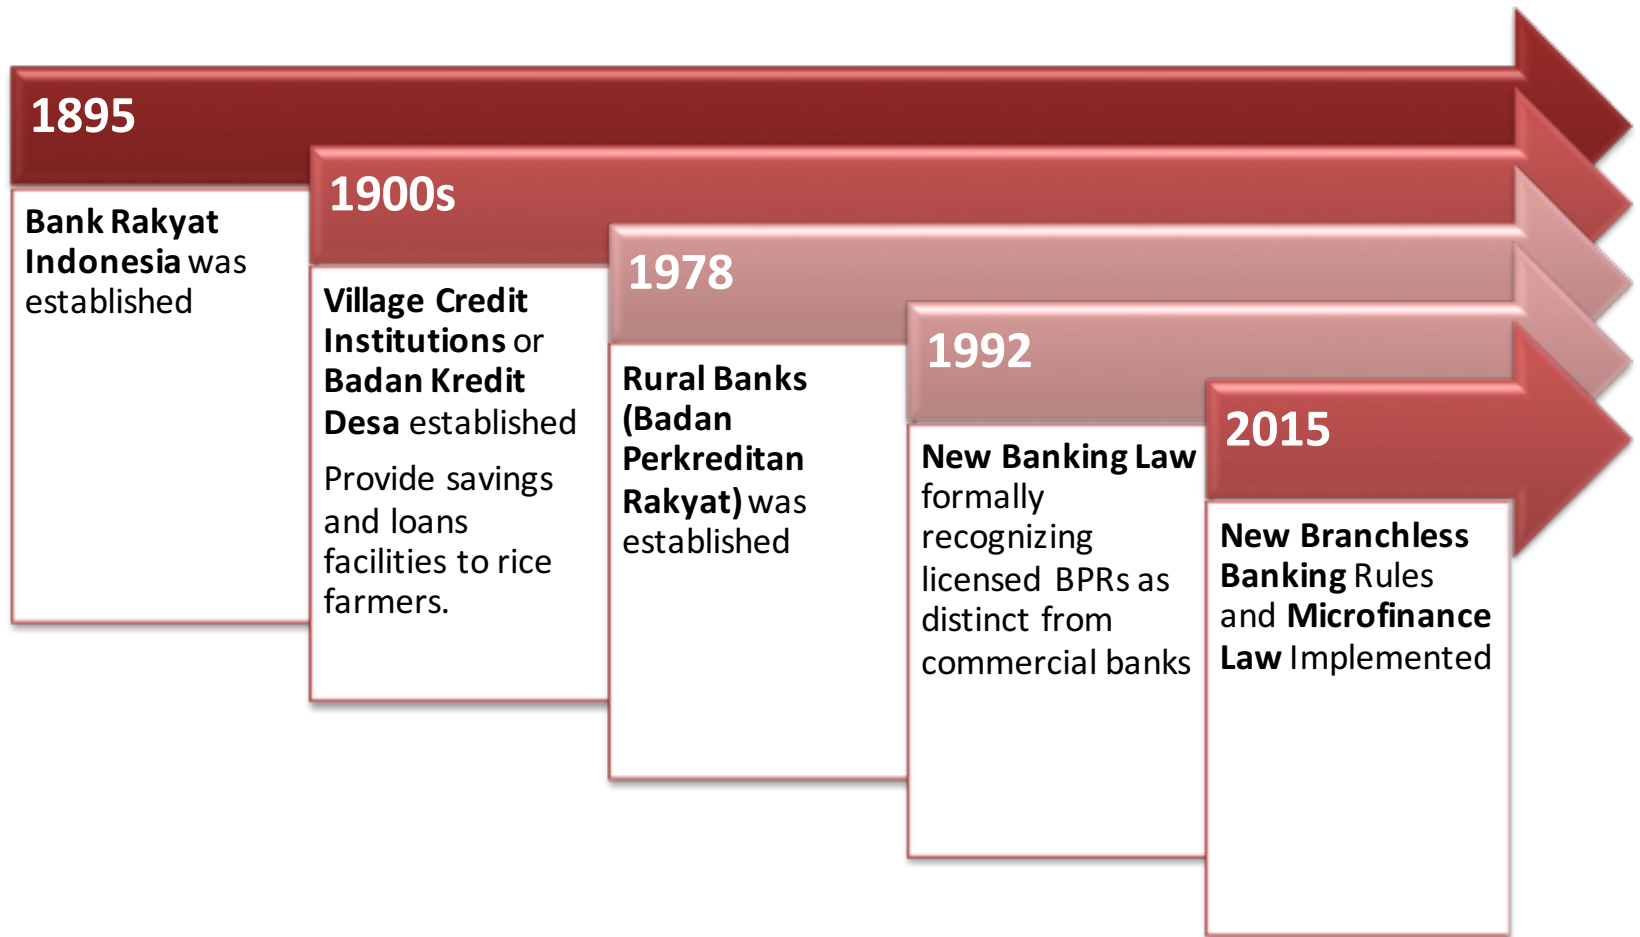 1895
Bank Rakyat
Indonesia was
established
1900s
Village Credit
Institutions or
Badan Kredit
Desa established
Provide savings
and loans
facilities to rice
farmers.
1978
Rural Banks
(Badan
Perkreditan
Rakyat) was
established
1992
New Banking Law
formally
recognizing
licensed BPRs as
distinct from
commercial banks
2015
New Branchless
Banking Rules
and Microfinance
Law Implemented